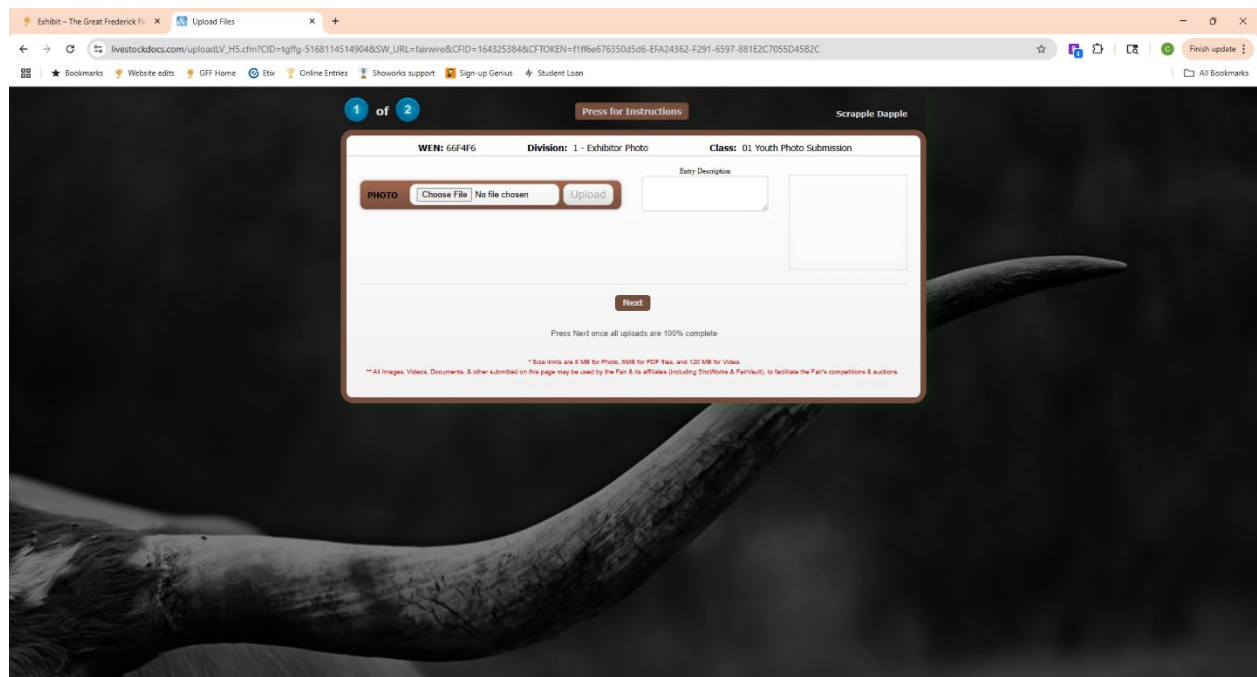 Exhibit – The Great Frederick Fa
Upload Files
livestockdocs.com/uploadLV_H5.cfm?CID=tgffg-5168114514904&SW_URL=fairwire&CFID=164325384&CFTOKEN=f1ff6e676350d5d6-EFA24362-F291-6597-881E2C7055D45B2C
Finish update
Bookmarks Website edits GFF Home Etix Online Entries Showorks support Sign-up Genius Student Loan All Bookmarks
1 of 2 Press for Instructions Scrapple Dapple
WEN: 66F4F6 Division: 1 - Exhibitor Photo Class: 01 Youth Photo Submission
Entry Description
PHOTO Choose File No file chosen Upload
Next
Press Next once all uploads are 100% complete
* Size limits are 8 MB for Photo, 6MB for PDF files, and 120 MB for Video.
** All Images, Videos, Documents, & other submitted on this page may be used by the Fair & its affiliates (including ShoWorks & FairVault), to facilitate the Fair's competitions & auctions.